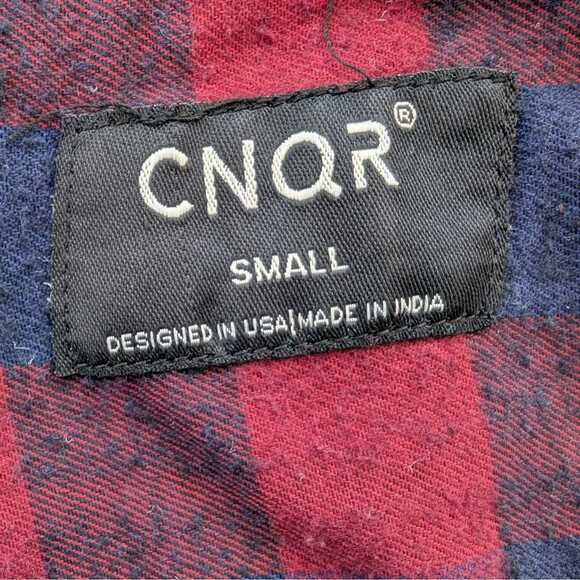 CNQR®
SMALL
DESIGNED IN USA|MADE IN INDIA